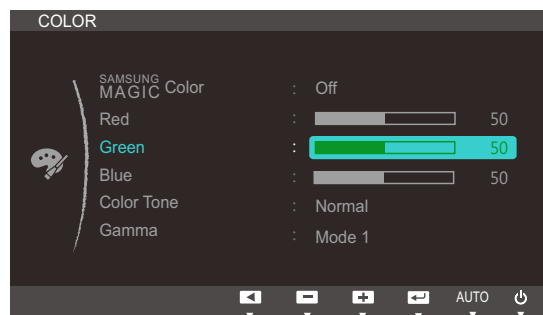 COLOR
SAMSUNG MAGIC Color : Off
Red : 50
Green : 50
Blue : 50
Color Tone : Normal
Gamma : Mode 1
AUTO